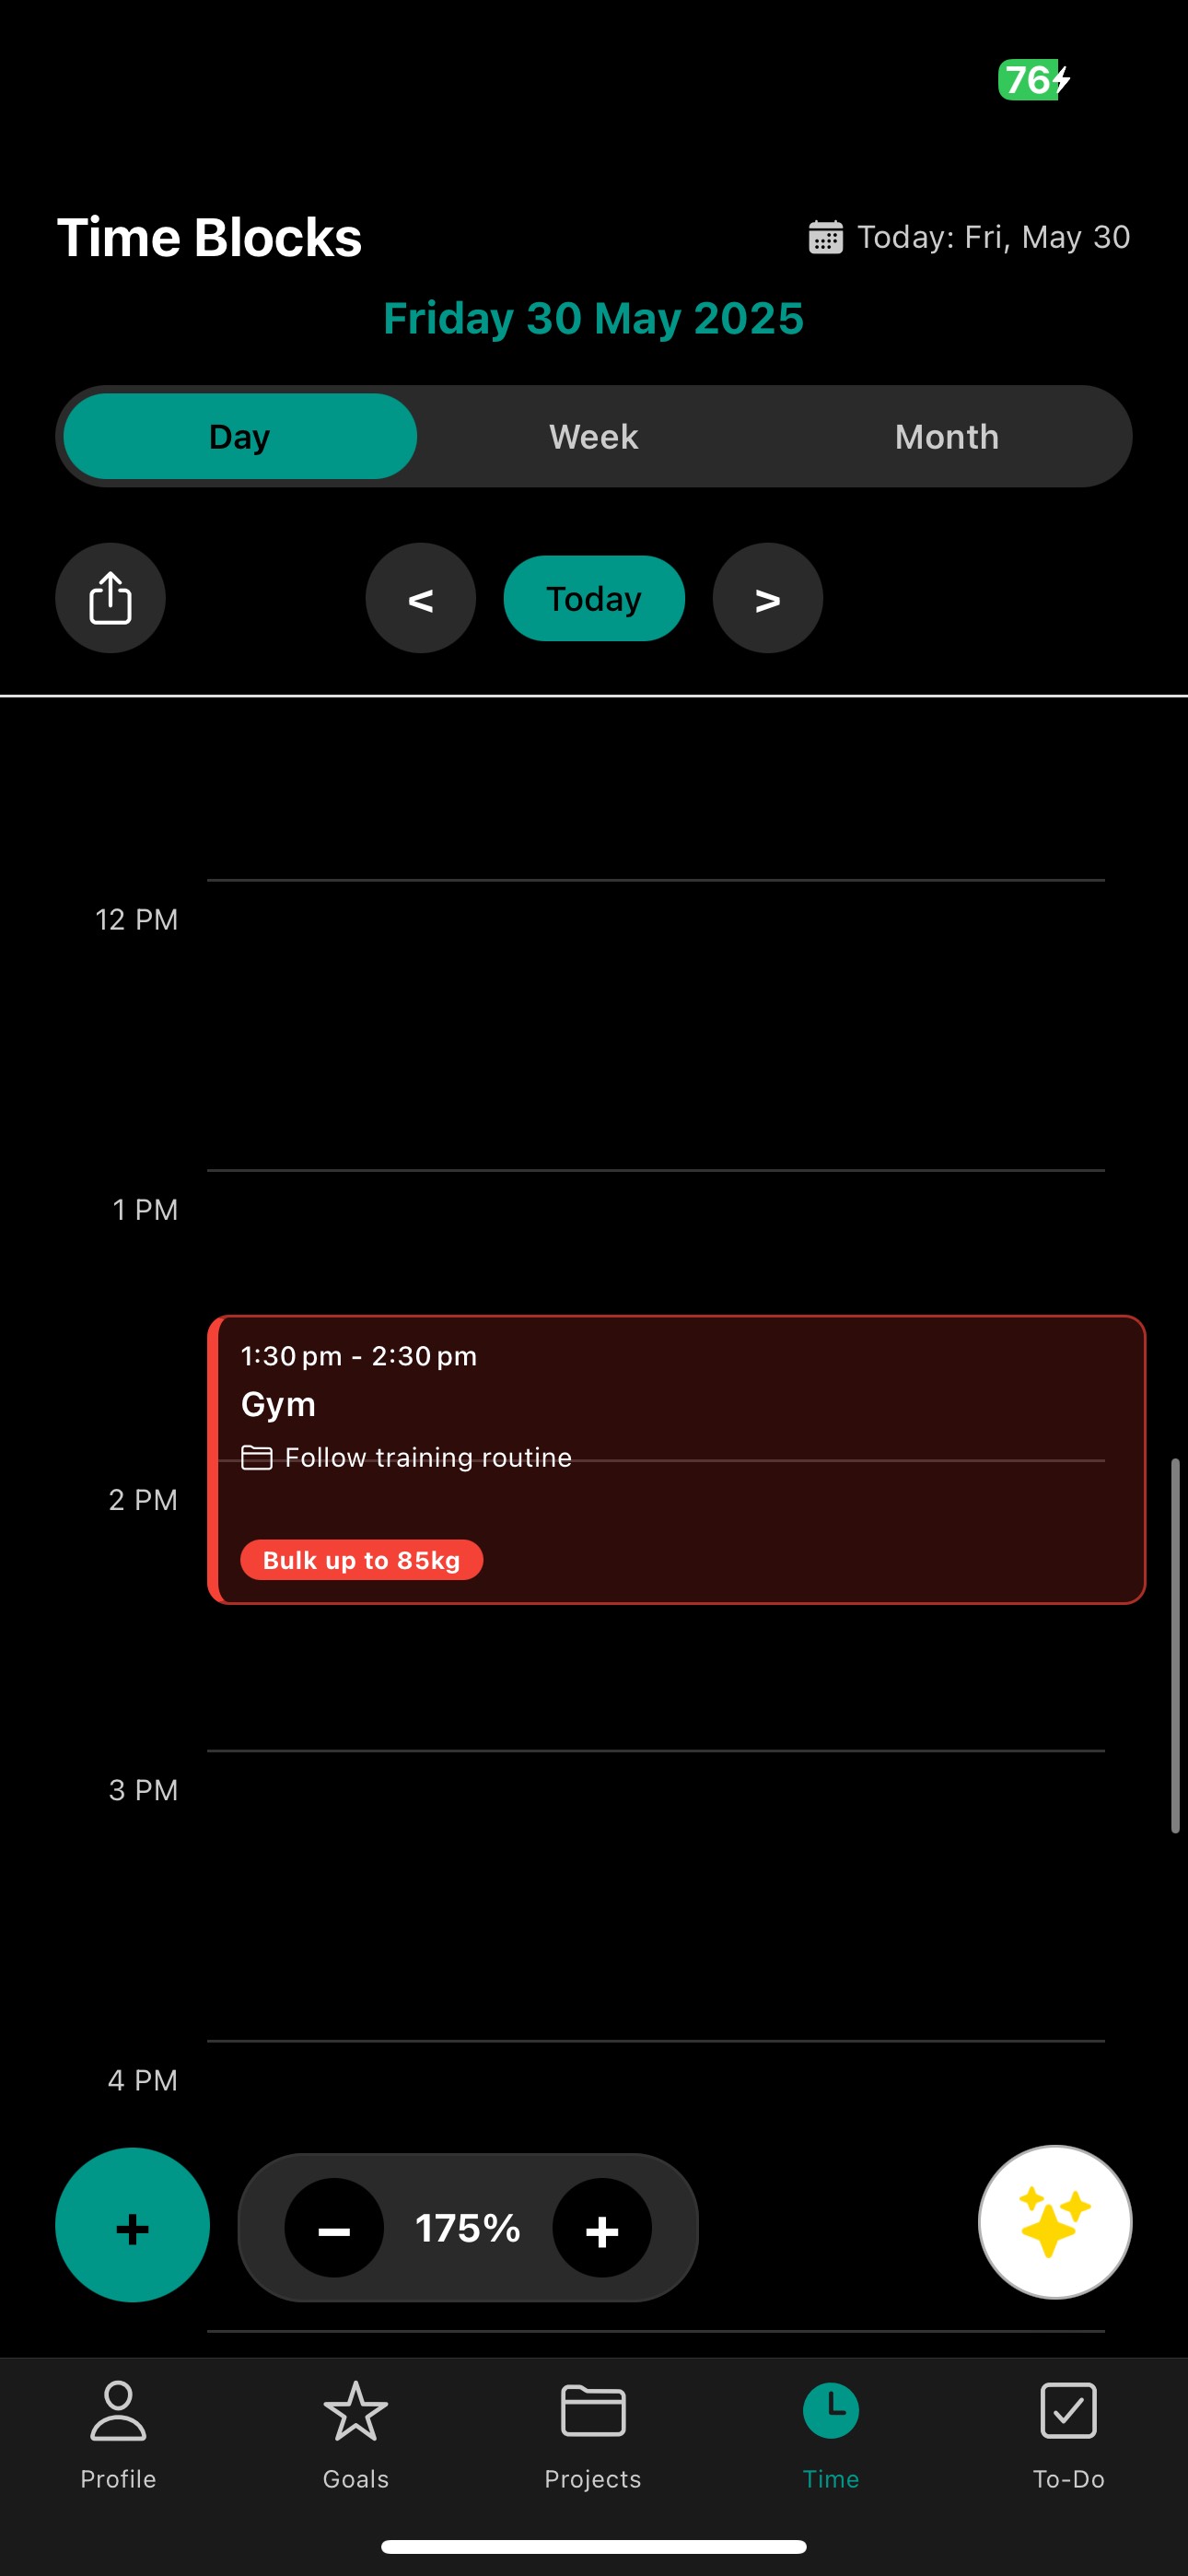 76
Time Blocks
Today: Fri, May 30
Friday 30 May 2025
Day Week Month
< Today >
12 PM
1 PM
1:30 pm - 2:30 pm
Gym
Follow training routine
2 PM
Bulk up to 85kg
3 PM
4 PM
+ − 175% +
Profile Goals Projects Time To-Do